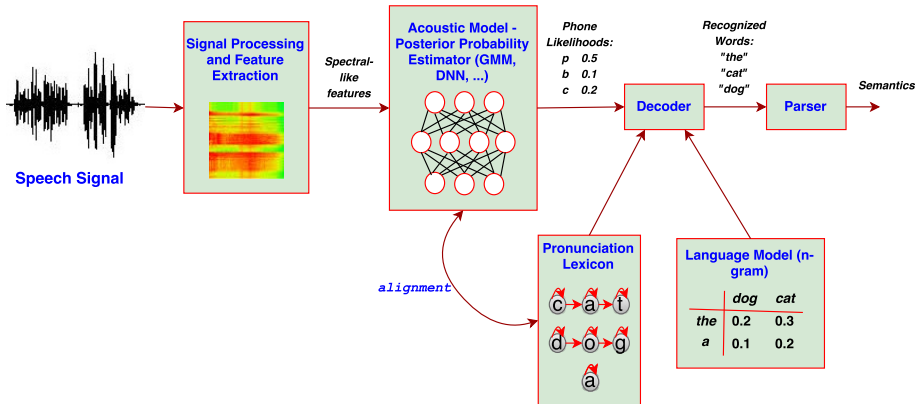 Speech Signal
Signal Processing
and Feature
Extraction
Spectral-
like
features
Acoustic Model -
Posterior Probability
Estimator (GMM,
DNN, ...)
Phone
Likelihoods:
p 0.5
b 0.1
c 0.2
Decoder
Recognized
Words:
"the"
"cat"
"dog"
Parser
Semantics
alignment
Pronunciation
Lexicon
c a t
d o g
a
Language Model (n-
gram)
dog cat
the 0.2 0.3
a 0.1 0.2